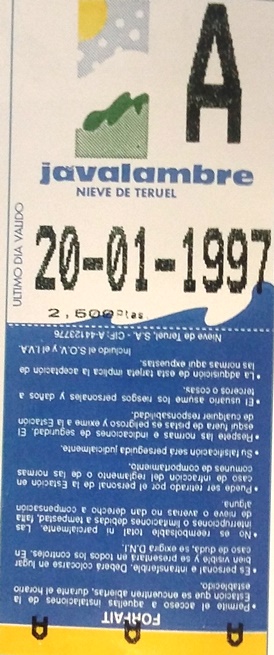 A
javalambre
NIEVE DE TERUEL
ULTIMO DIA VALIDO
20-01-1997
2,600Ptas.
FORFAIT
• Permite el acceso a aquellas instalaciones de la
Estación que se encuentren abiertas, durante el horario
establecido.
• Es personal e intransferible. Deberá colocarse en lugar
bien visible y se presentará en todos los controles. En
caso de duda, se exigirá D.N.I.
• No es reembolsable total ni parcialmente. Las
interrupciones o limitaciones debidas a tempestad, falta
de nieve o averías no dan derecho a compensación
alguna.
• Puede ser retirado por el personal de la Estación en
caso de infracción del reglamento o de las normas
comunes de comportamiento.
• Su falsificación será perseguida judicialmente.
• Respete las normas e indicaciones de seguridad. El
esquí fuera de pistas es peligroso y exime a la Estación
de cualquier responsabilidad.
• El usuario asume los riesgos personales y daños a
terceros o cosas.
• La adquisición de esta tarjeta implica la aceptación de
las normas aquí expuestas.
Incluido el S.O.V. y el I.V.A.
Nieve de Teruel, S.A. - CIF: A-44123776